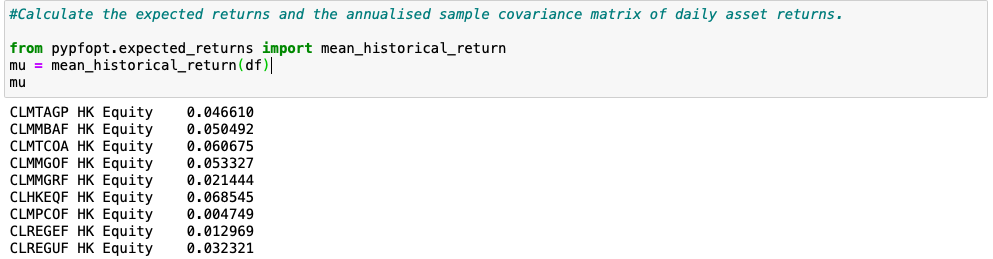 #Calculate the expected returns and the annualised sample covariance matrix of daily asset returns.
from pypfopt.expected_returns import mean_historical_return
mu = mean_historical_return(df)
mu
CLMTAGP HK Equity    0.046610
CLMMBAF HK Equity    0.050492
CLMTCOA HK Equity    0.060675
CLMMGOF HK Equity    0.053327
CLMMGRF HK Equity    0.021444
CLHKEQF HK Equity    0.068545
CLMPCOF HK Equity    0.004749
CLREGEF HK Equity    0.012969
CLREGUF HK Equity    0.032321